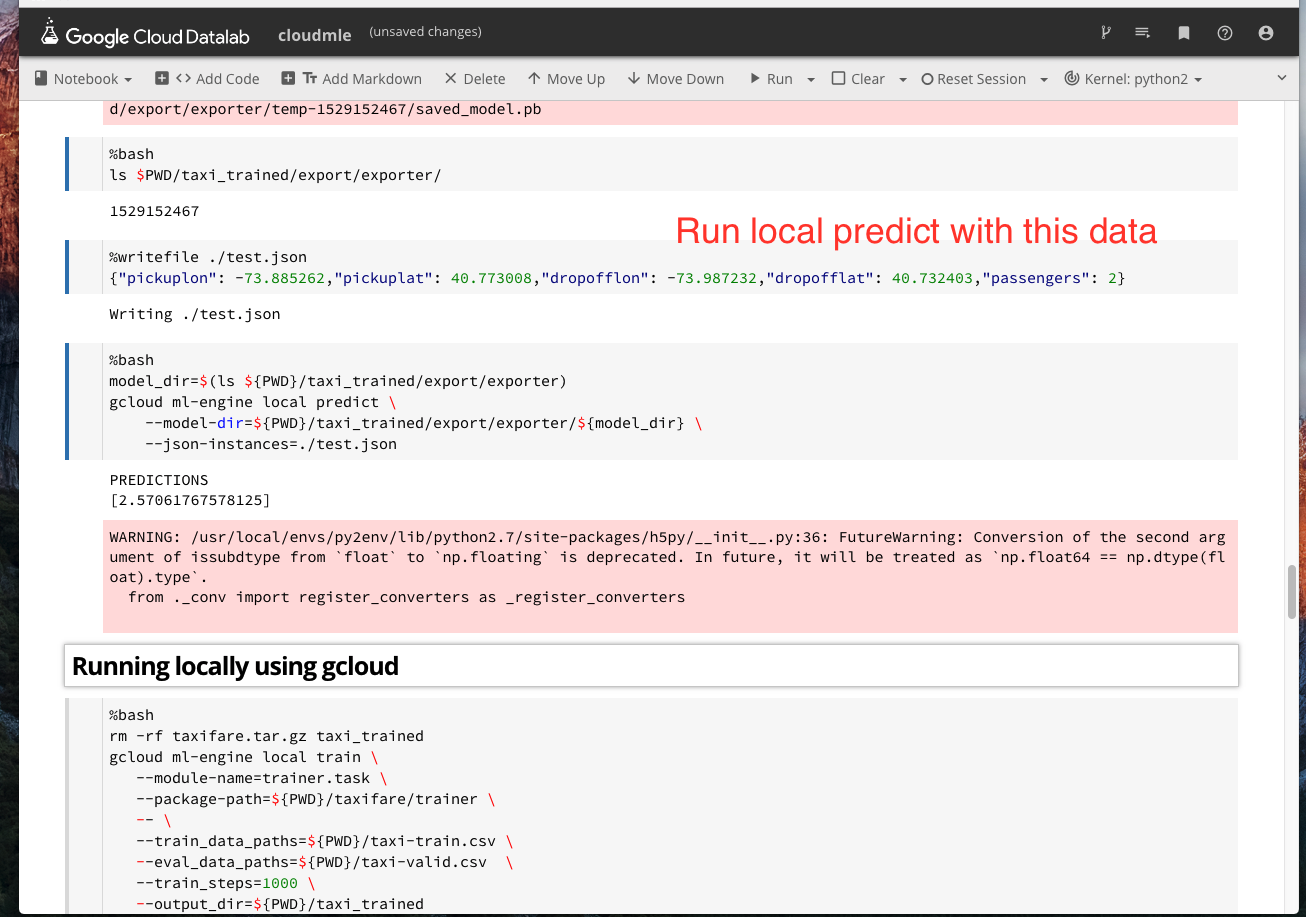 Google Cloud Datalab cloudmle (unsaved changes)
Notebook <> Add Code Tr Add Markdown Delete Move Up Move Down Run Clear Reset Session Kernel: python2
d/export/exporter/temp-1529152467/saved_model.pb
%bash
ls $PWD/taxi_trained/export/exporter/
1529152467
Run local predict with this data
%writefile ./test.json
{"pickuplon": -73.885262,"pickuplat": 40.773008,"dropofflon": -73.987232,"dropofflat": 40.732403,"passengers": 2}
Writing ./test.json
%bash
model_dir=$(ls ${PWD}/taxi_trained/export/exporter)
gcloud ml-engine local predict \
--model-dir=${PWD}/taxi_trained/export/exporter/${model_dir} \
--json-instances=./test.json
PREDICTIONS
[2.57061767578125]
WARNING: /usr/local/envs/py2env/lib/python2.7/site-packages/h5py/__init__.py:36: FutureWarning: Conversion of the second arg
ument of issubdtype from `float` to `np.floating` is deprecated. In future, it will be treated as `np.float64 == np.dtype(fl
oat).type`.
from ._conv import register_converters as _register_converters
Running locally using gcloud
%bash
rm -rf taxifare.tar.gz taxi_trained
gcloud ml-engine local train \
--module-name=trainer.task \
--package-path=${PWD}/taxifare/trainer \
-- \
--train_data_paths=${PWD}/taxi-train.csv \
--eval_data_paths=${PWD}/taxi-valid.csv  \
--train_steps=1000 \
--output_dir=${PWD}/taxi_trained